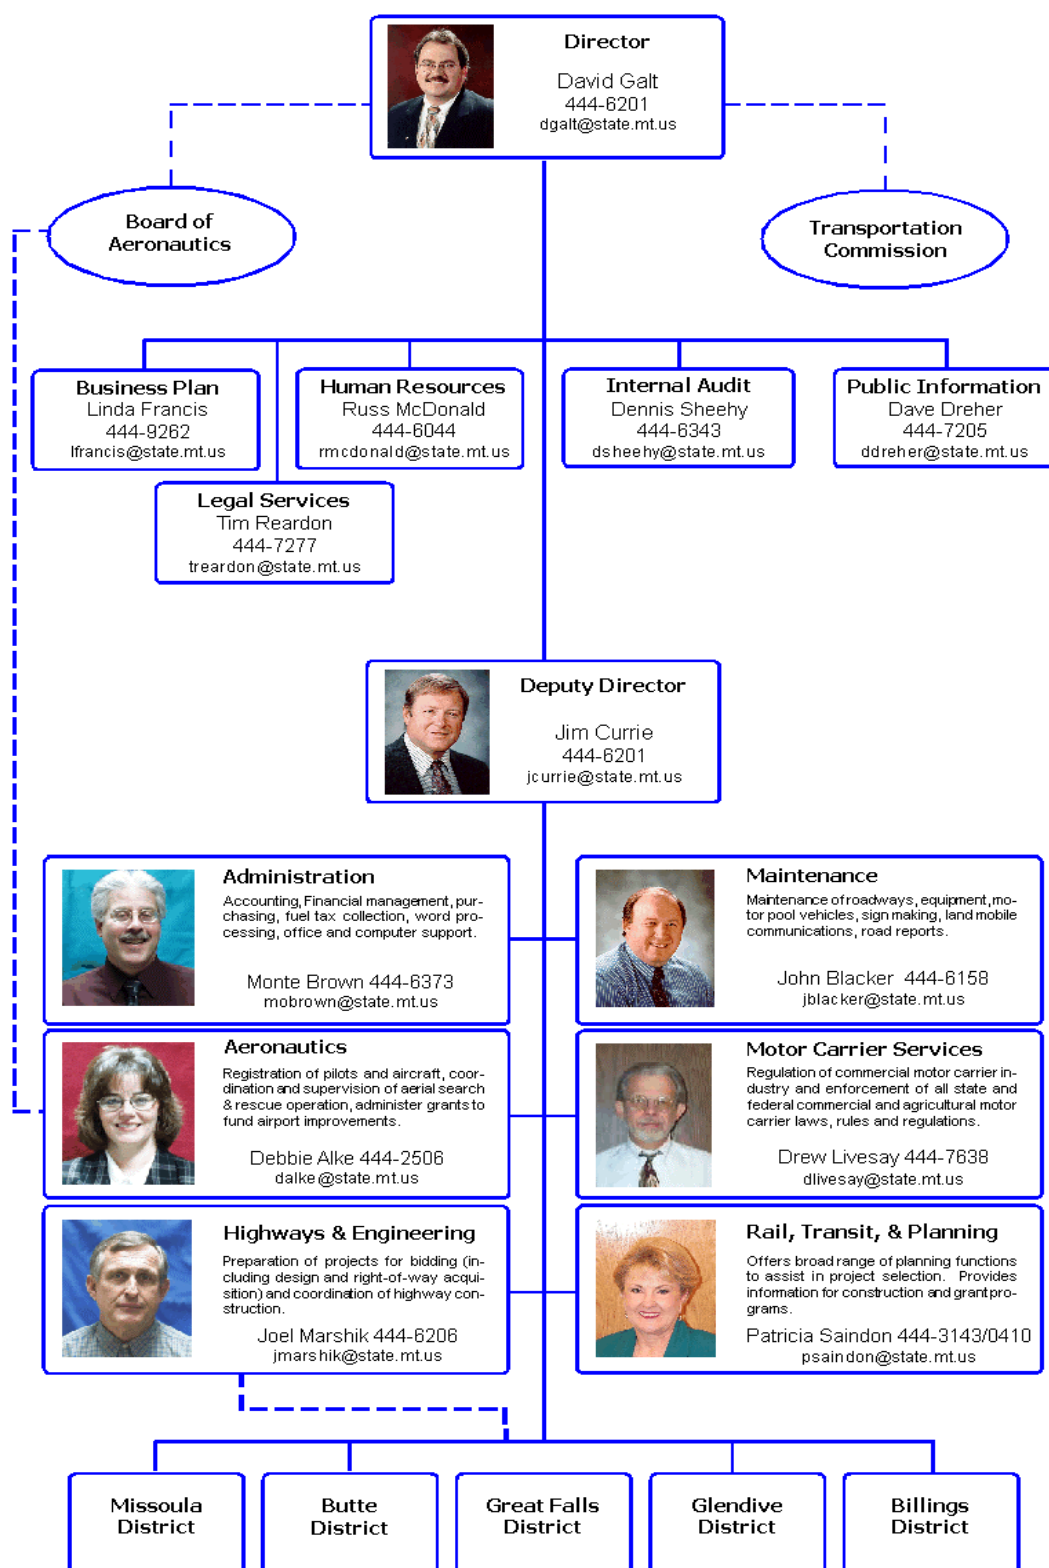 Director
David Galt
444-6201
dgalt@state.mt.us
Board of
Aeronautics
Transportation
Commission
Business Plan
Linda Francis
444-9262
lfrancis@state.mt.us
Human Resources
Russ McDonald
444-6044
rmcdonald@state.mt.us
Internal Audit
Dennis Sheehy
444-6343
dsheehy@state.mt.us
Public Information
Dave Dreher
444-7205
ddreher@state.mt.us
Legal Services
Tim Reardon
444-7277
treardon@state.mt.us
Deputy Director
Jim Currie
444-6201
jcurrie@state.mt.us
Administration
Accounting, Financial management, pur-
chasing, fuel tax collection, word pro-
cessing, office and computer support.
Monte Brown 444-6373
mobrown@state.mt.us
Maintenance
Maintenance of roadways, equipment, mo-
tor pool vehicles, sign making, land mobile
communications, road reports.
John Blacker 444-6158
jblacker@state.mt.us
Aeronautics
Registration of pilots and aircraft, coor-
dination and supervision of aerial search
& rescue operation, administer grants to
fund airport improvements.
Debbie Alke 444-2506
dalke@state.mt.us
Motor Carrier Services
Regulation of commercial motor carrier in-
dustry and enforcement of all state and
federal commercial and agricultural motor
carrier laws, rules and regulations.
Drew Livesay 444-7638
dlivesay@state.mt.us
Highways & Engineering
Preparation of projects for bidding (in-
cluding design and right-of-way acqui-
sition) and coordination of highway con-
struction.
Joel Marshik 444-6206
jmarshik@state.mt.us
Rail, Transit, & Planning
Offers broad range of planning functions
to assist in project selection. Provides
information for construction and grant pro-
grams.
Patricia Saindon 444-3143/0410
psaindon@state.mt.us
Missoula
District
Butte
District
Great Falls
District
Glendive
District
Billings
District